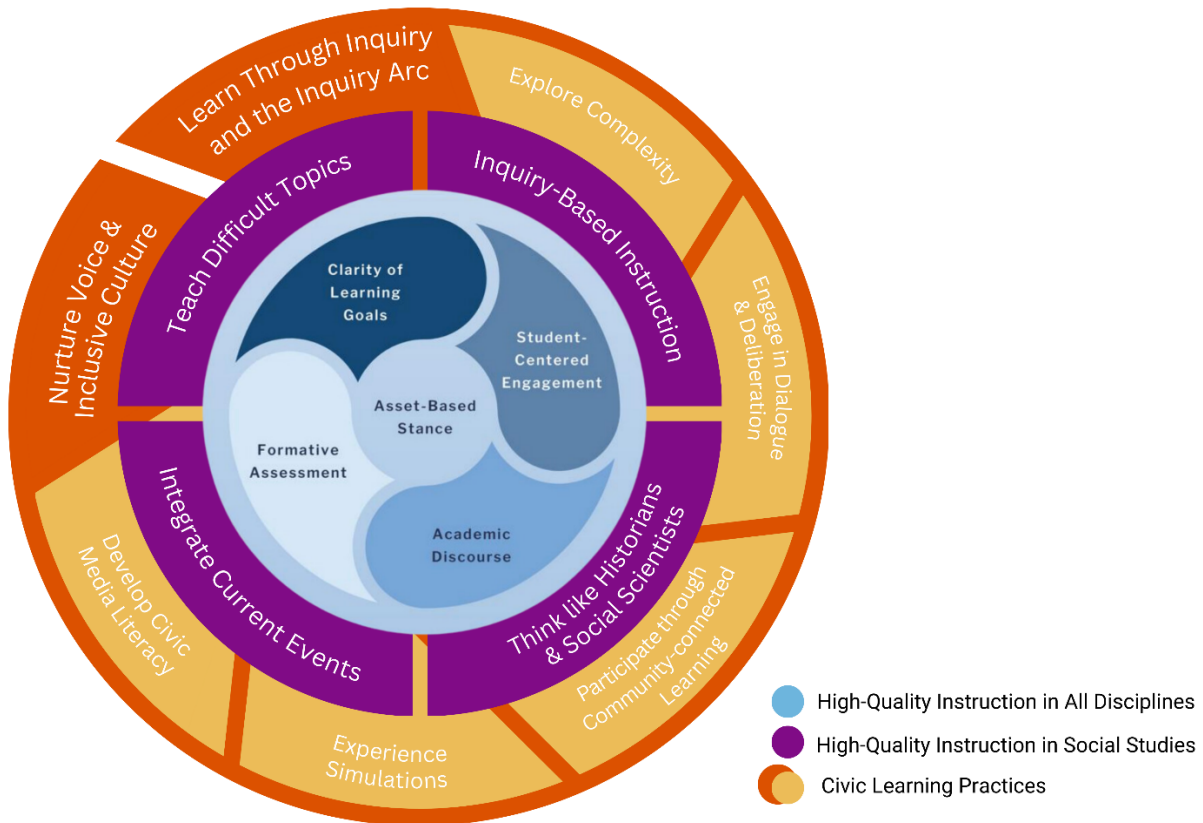 Learn Through Inquiry
and the Inquiry Arc
Explore Complexity
Engage in Dialogue
& Deliberation
Participate through
Community-connected
Learning
Experience
Simulations
Develop Civic
Media Literacy
Nurture Voice &
Inclusive Culture
Teach Difficult Topics
Inquiry-Based Instruction
Think like Historians
& Social Scientists
Integrate Current Events
Clarity of
Learning
Goals
Student-
Centered
Engagement
Asset-Based
Stance
Formative
Assessment
Academic
Discourse
High-Quality Instruction in All Disciplines
High-Quality Instruction in Social Studies
Civic Learning Practices